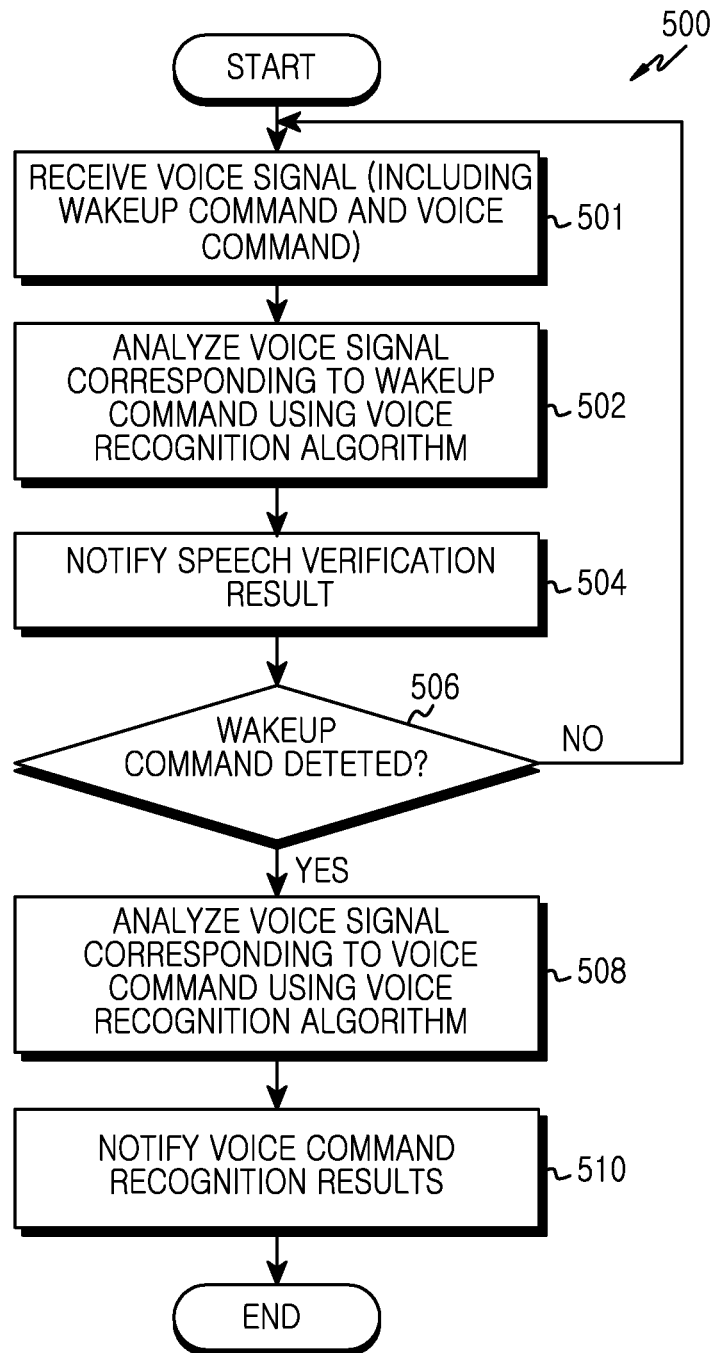 500
START
RECEIVE VOICE SIGNAL (INCLUDING
WAKEUP COMMAND AND VOICE
COMMAND)
501
ANALYZE VOICE SIGNAL
CORRESPONDING TO WAKEUP
COMMAND USING VOICE
RECOGNITION ALGORITHM
502
NOTIFY SPEECH VERIFICATION
RESULT
504
506
WAKEUP
COMMAND DETETED?
NO
YES
ANALYZE VOICE SIGNAL
CORRESPONDING TO VOICE
COMMAND USING VOICE
RECOGNITION ALGORITHM
508
NOTIFY VOICE COMMAND
RECOGNITION RESULTS
510
END